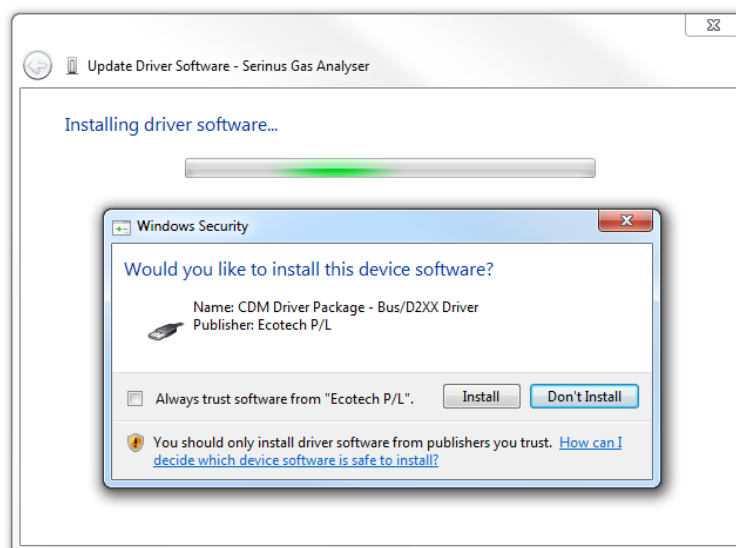 Update Driver Software - Serinus Gas Analyser
Installing driver software...
Windows Security
Would you like to install this device software?
Name: CDM Driver Package - Bus/D2XX Driver
Publisher: Ecotech P/L
Always trust software from "Ecotech P/L".
Install
Don't Install
You should only install driver software from publishers you trust. How can I
decide which device software is safe to install?